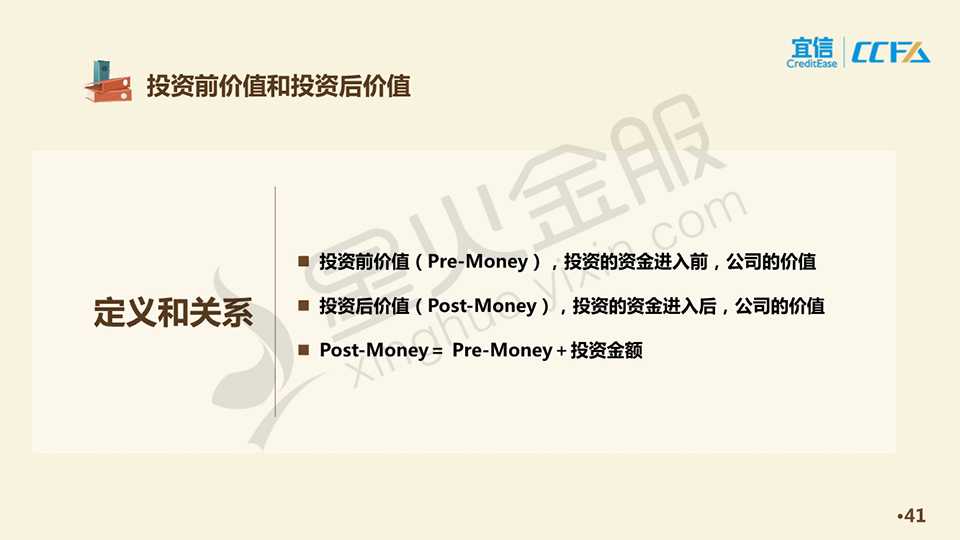 宜信
CreditEase
CCFA
投资前价值和投资后价值
星火金服
xinghuo.yixin.com
定义和关系
■ 投资前价值（Pre-Money），投资的资金进入前，公司的价值
■ 投资后价值（Post-Money），投资的资金进入后，公司的价值
■ Post-Money＝ Pre-Money＋投资金额
•41